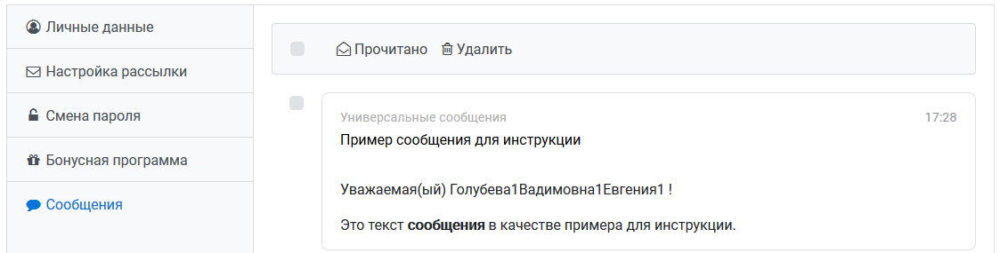 Личные данные
Настройка рассылки
Смена пароля
Бонусная программа
Сообщения
Прочитано Удалить
Универсальные сообщения 17:28
Пример сообщения для инструкции
Уважаемая(ый) Голубева1Вадимовна1Евгения1 !
Это текст сообщения в качестве примера для инструкции.